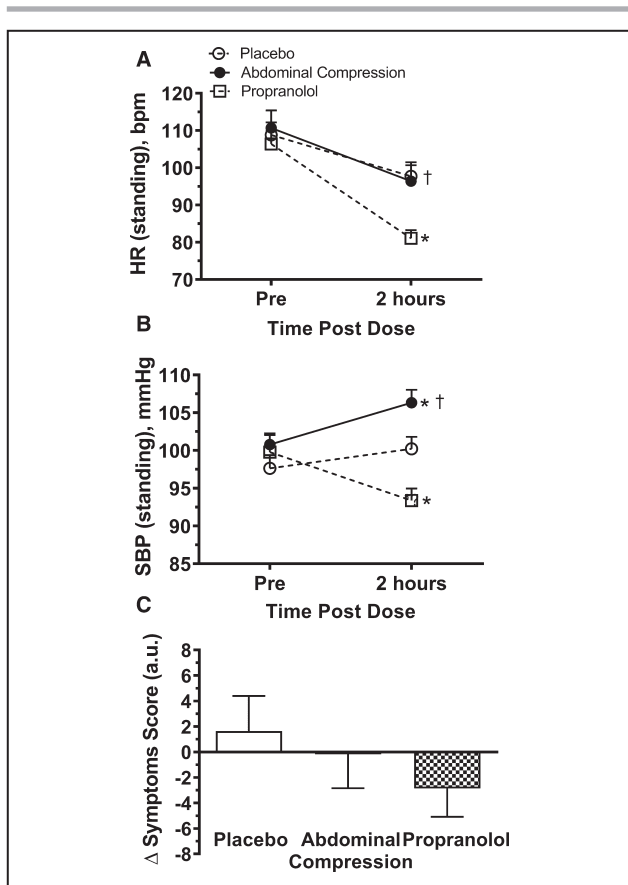 A
Placebo
Abdominal Compression
Propranolol
HR (standing), bpm
120
110
100
90
80
70
†
*
Pre
2 hours
Time Post Dose
B
SBP (standing), mmHg
110
105
100
95
90
85
* †
*
Pre
2 hours
Time Post Dose
C
Δ Symptoms Score (a.u.)
8
6
4
2
0
-2
-4
-6
-8
Placebo
Abdominal
Compression
Propranolol